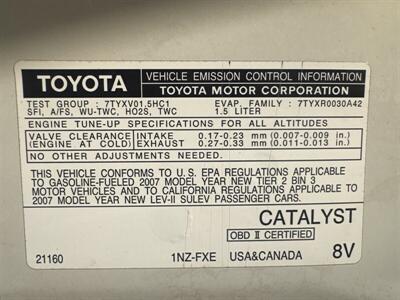 TOYOTA
VEHICLE EMISSION CONTROL INFORMATION
TOYOTA MOTOR CORPORATION
TEST GROUP : 7TYXV01.5HC1 EVAP. FAMILY : 7TYXR0030A42
SFI, A/FS, WU-TWC, HO2S, TWC 1.5 LITER
ENGINE TUNE-UP SPECIFICATIONS FOR ALL ALTITUDES
VALVE CLEARANCE INTAKE 0.17-0.23 mm (0.007-0.009 in.)
(ENGINE AT COLD) EXHAUST 0.27-0.33 mm (0.011-0.013 in.)
NO OTHER ADJUSTMENTS NEEDED.
THIS VEHICLE CONFORMS TO U.S. EPA REGULATIONS APPLICABLE
TO GASOLINE-FUELED 2007 MODEL YEAR NEW TIER 2 BIN 3
MOTOR VEHICLES AND TO CALIFORNIA REGULATIONS APPLICABLE TO
2007 MODEL YEAR NEW LEV-II SULEV PASSENGER CARS.
CATALYST
OBD II CERTIFIED
21160 1NZ-FXE USA&CANADA 8V